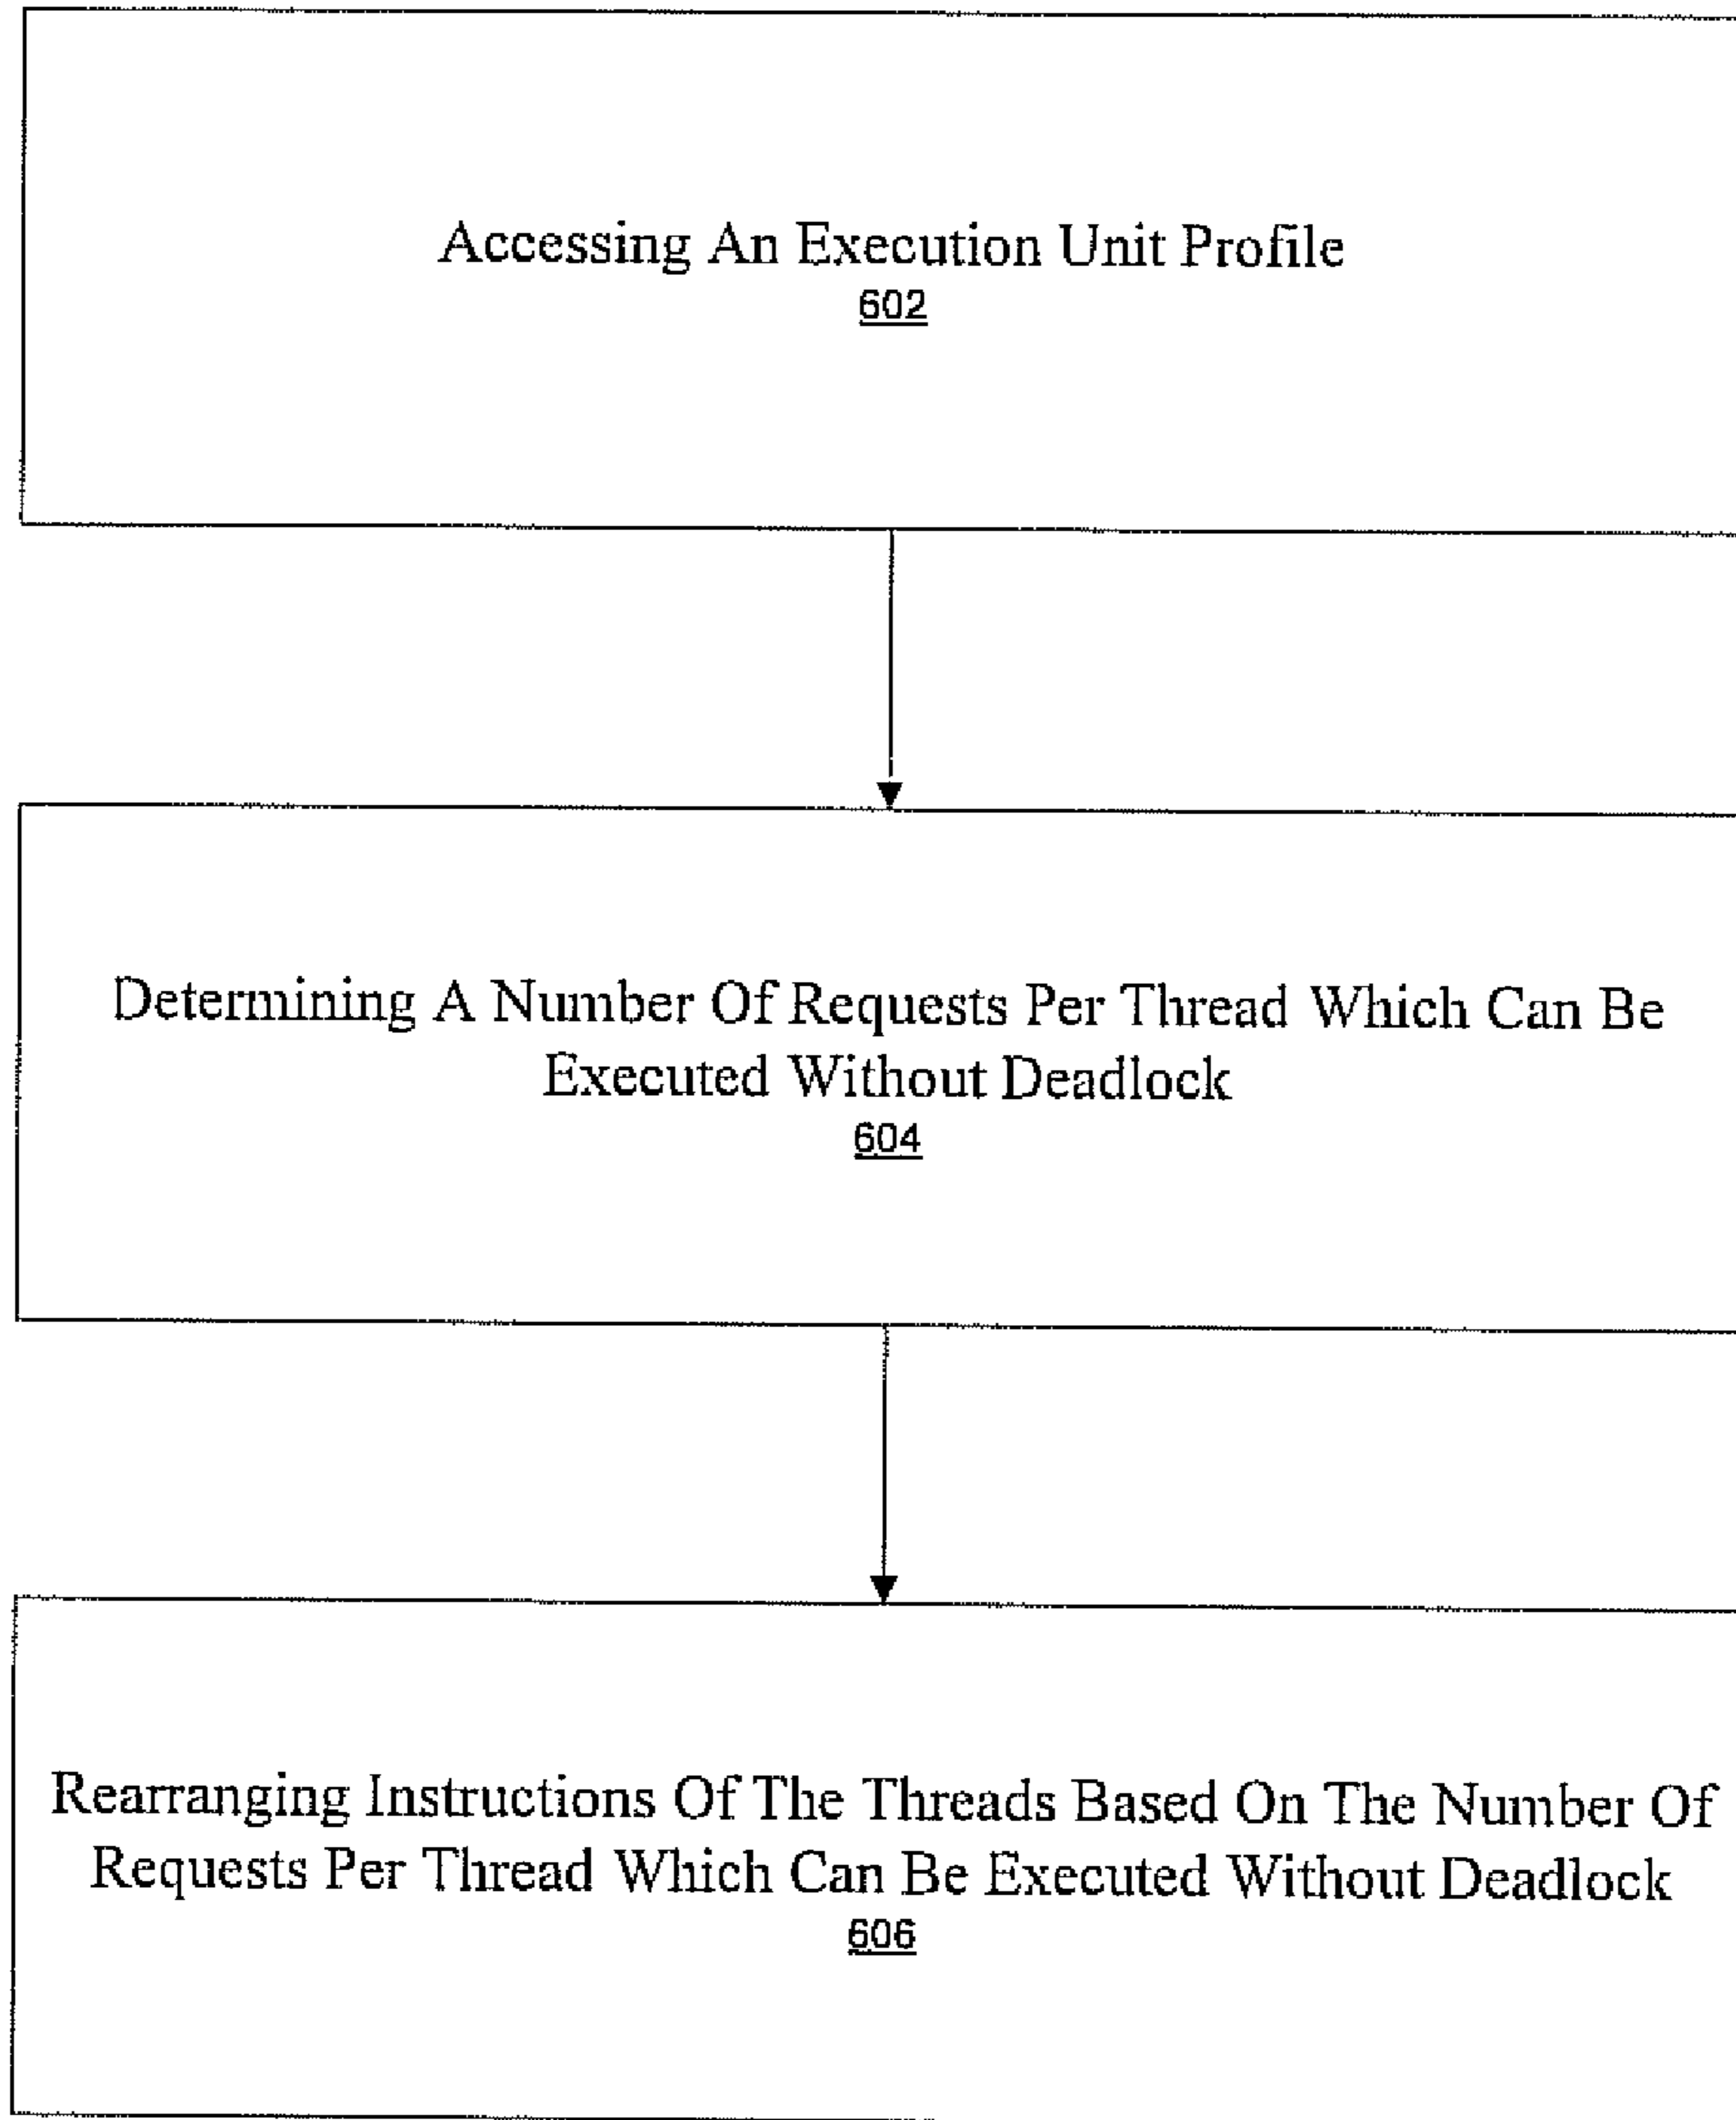 Accessing An Execution Unit Profile
602
Determining A Number Of Requests Per Thread Which Can Be
Executed Without Deadlock
604
Rearranging Instructions Of The Threads Based On The Number Of
Requests Per Thread Which Can Be Executed Without Deadlock
606